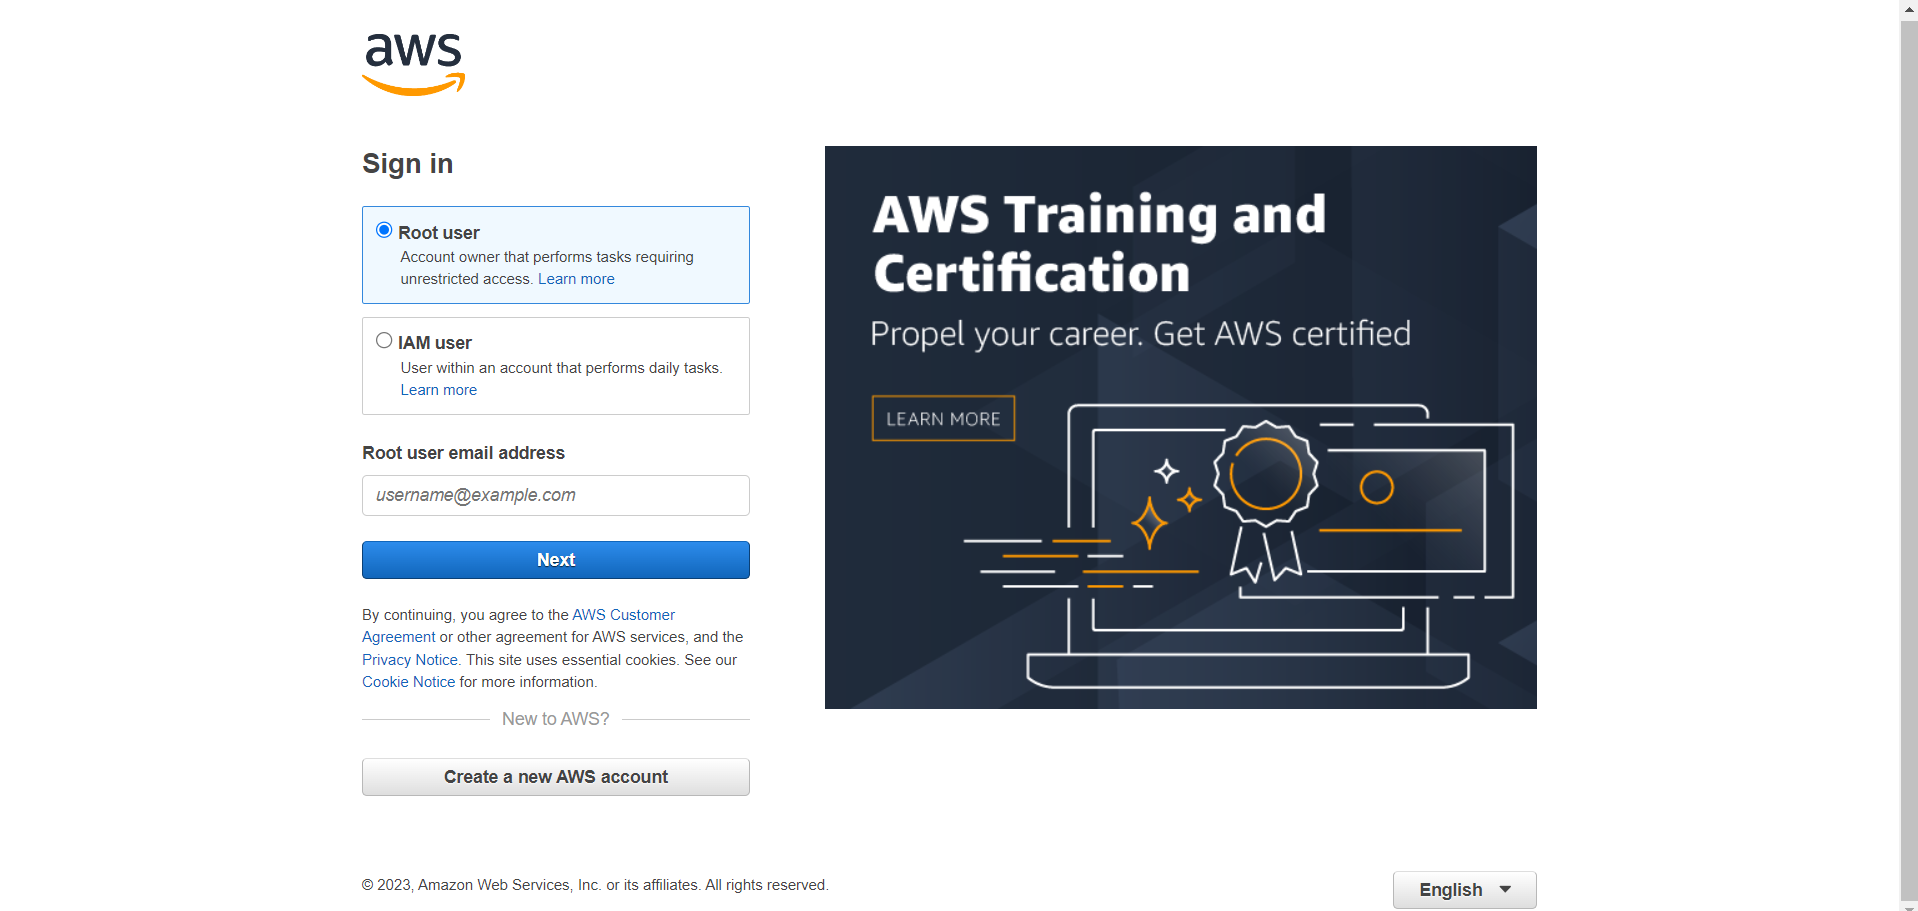 aws
Sign in
Root user
Account owner that performs tasks requiring
unrestricted access. Learn more
IAM user
User within an account that performs daily tasks.
Learn more
Root user email address
username@example.com
Next
By continuing, you agree to the AWS Customer
Agreement or other agreement for AWS services, and the
Privacy Notice. This site uses essential cookies. See our
Cookie Notice for more information.
New to AWS?
Create a new AWS account
AWS Training and
Certification
Propel your career. Get AWS certified
LEARN MORE
© 2023, Amazon Web Services, Inc. or its affiliates. All rights reserved.
English